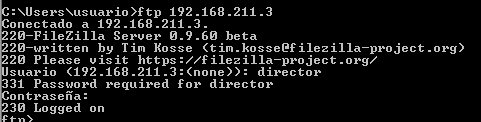 C:\Users\usuario>ftp 192.168.211.3
Conectado a 192.168.211.3.
220-FileZilla Server 0.9.60 beta
220-written by Tim Kosse (tim.kosse@filezilla-project.org)
220 Please visit https://filezilla-project.org/
Usuario (192.168.211.3:(none)): director
331 Password required for director
Contraseña:
230 Logged on
ftp>